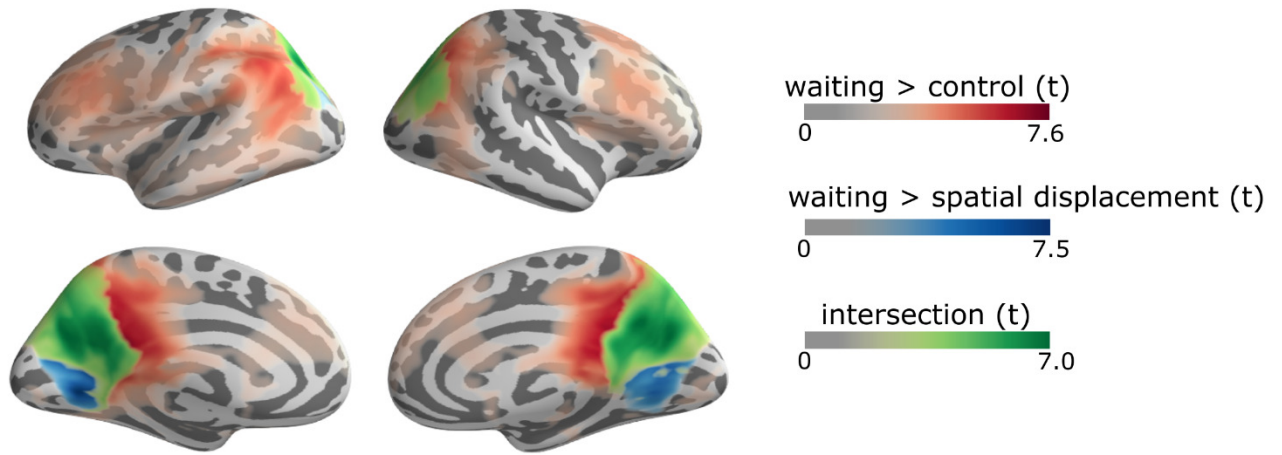 waiting > control (t)
0 7.6
waiting > spatial displacement (t)
0 7.5
intersection (t)
0 7.0